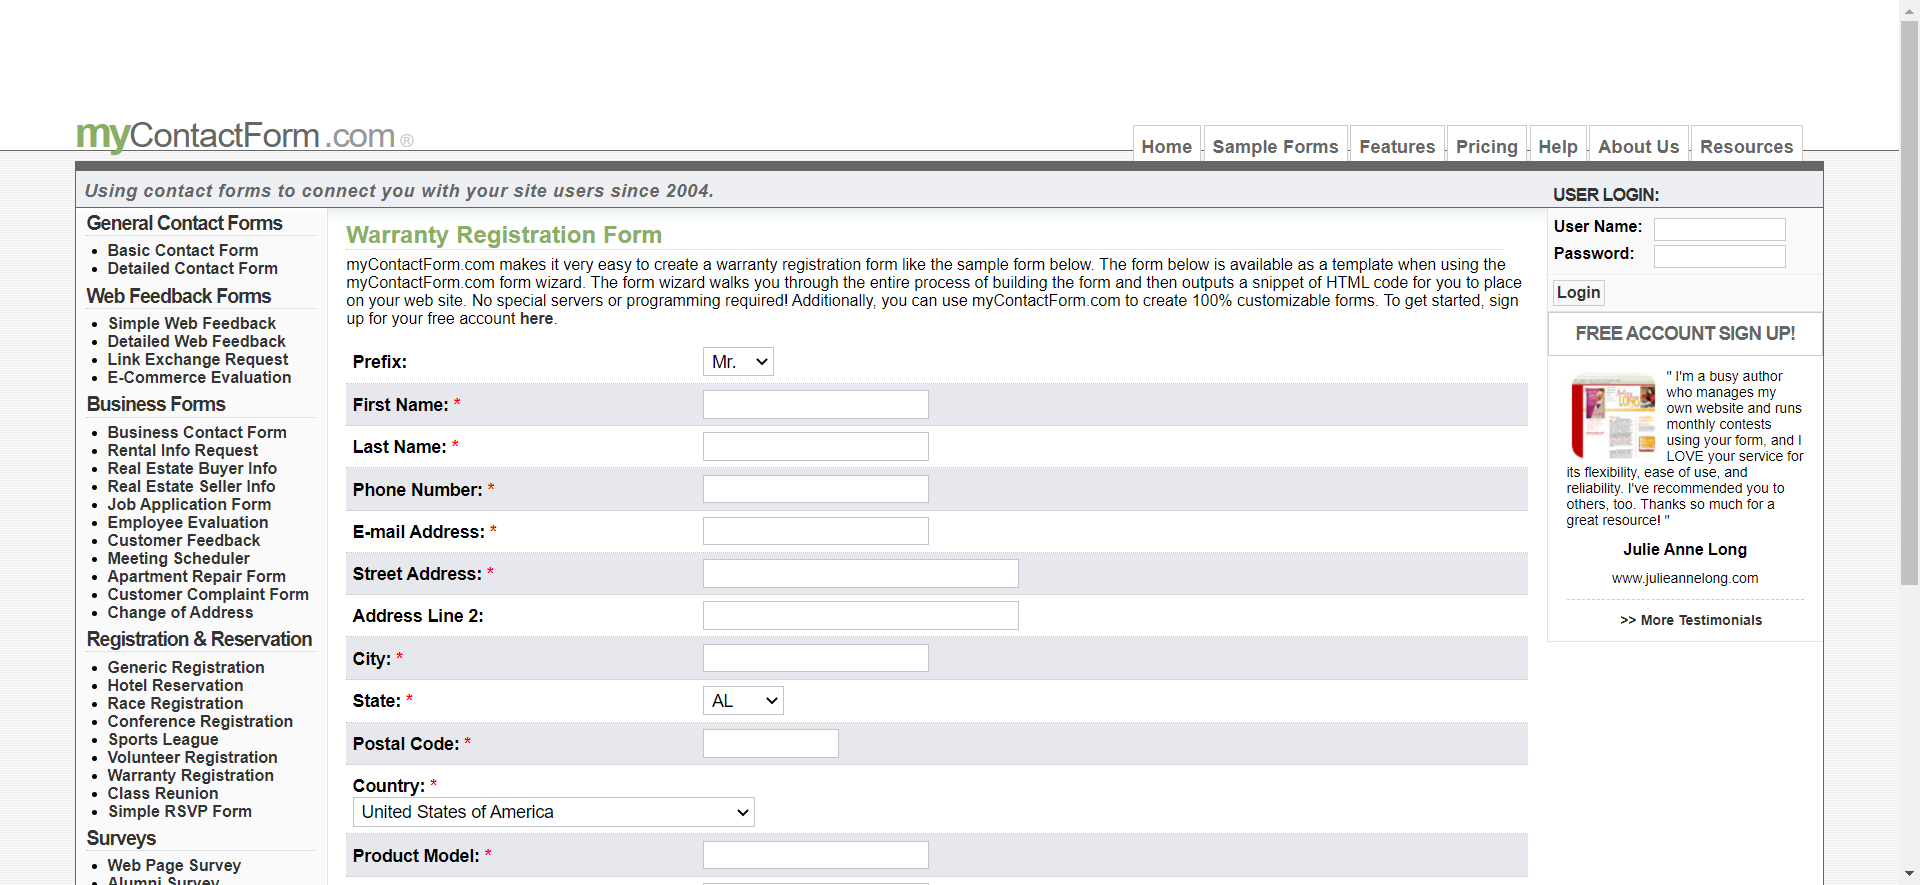 myContactForm.com®
Home
Sample Forms
Features
Pricing
Help
About Us
Resources
Using contact forms to connect you with your site users since 2004.
USER LOGIN:
General Contact Forms
Basic Contact Form
Detailed Contact Form
Web Feedback Forms
Simple Web Feedback
Detailed Web Feedback
Link Exchange Request
E-Commerce Evaluation
Business Forms
Business Contact Form
Rental Info Request
Real Estate Buyer Info
Real Estate Seller Info
Job Application Form
Employee Evaluation
Customer Feedback
Meeting Scheduler
Apartment Repair Form
Customer Complaint Form
Change of Address
Registration & Reservation
Generic Registration
Hotel Reservation
Race Registration
Conference Registration
Sports League
Volunteer Registration
Warranty Registration
Class Reunion
Simple RSVP Form
Surveys
Web Page Survey
Alumni Survey
Warranty Registration Form
myContactForm.com makes it very easy to create a warranty registration form like the sample form below. The form below is available as a template when using the
myContactForm.com form wizard. The form wizard walks you through the entire process of building the form and then outputs a snippet of HTML code for you to place
on your web site. No special servers or programming required! Additionally, you can use myContactForm.com to create 100% customizable forms. To get started, sign
up for your free account here.
Prefix:
Mr.
First Name: *
Last Name: *
Phone Number: *
E-mail Address: *
Street Address: *
Address Line 2:
City: *
State: *
AL
Postal Code: *
Country: *
United States of America
Product Model: *
User Name:
Password:
Login
FREE ACCOUNT SIGN UP!
" I'm a busy author
who manages my
own website and runs
monthly contests
using your form, and I
LOVE your service for
its flexibility, ease of use, and
reliability. I've recommended you to
others, too. Thanks so much for a
great resource! "
Julie Anne Long
www.julieannelong.com
>> More Testimonials